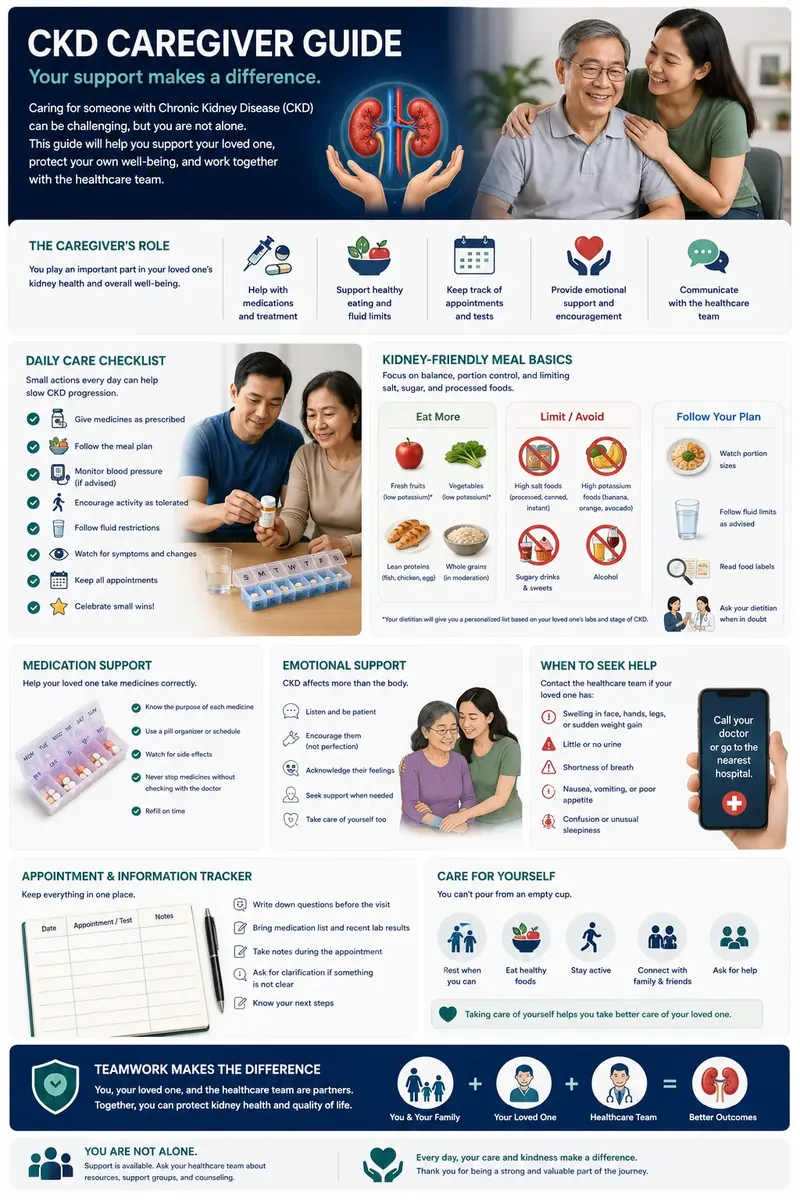 CKD CAREGIVER GUIDE
Your support makes a difference.
Caring for someone with Chronic Kidney Disease (CKD)
can be challenging, but you are not alone.
This guide will help you support your loved one,
protect your own well-being, and work together
with the healthcare team.
THE CAREGIVER'S ROLE
You play an important part in your loved one's
kidney health and overall well-being.
Help with
medications
and treatment
Support healthy
eating and
fluid limits
Keep track of
appointments
and tests
Provide emotional
support and
encouragement
Communicate
with the healthcare
team
DAILY CARE CHECKLIST
Small actions every day can help
slow CKD progression.
Give medicines as prescribed
Follow the meal plan
Monitor blood pressure
(if advised)
Encourage activity as tolerated
Follow fluid restrictions
Watch for symptoms and changes
Keep all appointments
Celebrate small wins!
S M T W T F S
KIDNEY-FRIENDLY MEAL BASICS
Focus on balance, portion control, and limiting
salt, sugar, and processed foods.
Eat More
Fresh fruits
(low potassium)*
Vegetables
(low potassium)*
Lean proteins
(fish, chicken, egg)
Whole grains
(in moderation)
Limit / Avoid
High salt foods
(processed, canned,
instant)
High potassium
foods (banana,
orange, avocado)
Sugary drinks
& sweets
Alcohol
Follow Your Plan
Watch portion
sizes
Follow fluid limits
as advised
Read food labels
Ask your dietitian
when in doubt
*Your dietitian will give you a personalized list based on your loved one's labs and stage of CKD.
MEDICATION SUPPORT
Help your loved one take medicines correctly.
MON TUE WED THU FRI SAT SUN
Know the purpose of each medicine
Use a pill organizer or schedule
Watch for side effects
Never stop medicines without
checking with the doctor
Refill on time
EMOTIONAL SUPPORT
CKD affects more than the body.
Listen and be patient
Encourage them
(not perfection)
Acknowledge their feelings
Seek support when needed
Take care of yourself too
WHEN TO SEEK HELP
Contact the healthcare team if your
loved one has:
Swelling in face, hands, legs,
or sudden weight gain
Little or no urine
Shortness of breath
Nausea, vomiting, or poor
appetite
Confusion or unusual
sleepiness
Call your
doctor
or go to the
nearest
hospital.
APPOINTMENT & INFORMATION TRACKER
Keep everything in one place.
Date Appointment / Test Notes
Write down questions before the visit
Bring medication list and recent lab results
Take notes during the appointment
Ask for clarification if something
is not clear
Know your next steps
CARE FOR YOURSELF
You can't pour from an empty cup.
Rest when
you can
Eat healthy
foods
Stay active
Connect with
family & friends
Ask for help
Taking care of yourself helps you take better care of your loved one.
TEAMWORK MAKES THE DIFFERENCE
You, your loved one, and the healthcare team are partners.
Together, you can protect kidney health and quality of life.
You & Your Family + Your Loved One + Healthcare Team = Better Outcomes
YOU ARE NOT ALONE.
Support is available. Ask your healthcare team about
resources, support groups, and counseling.
Every day, your care and kindness make a difference.
Thank you for being a strong and valuable part of the journey.